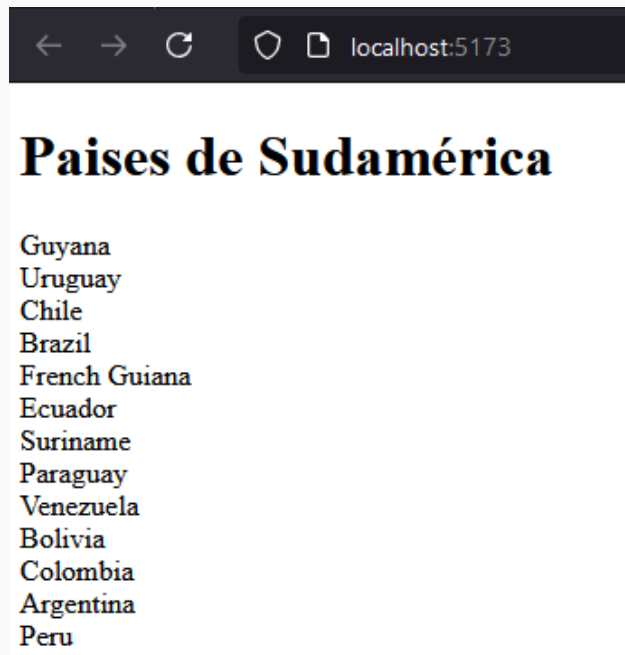 localhost:5173
Paises de Sudamérica
Guyana
Uruguay
Chile
Brazil
French Guiana
Ecuador
Suriname
Paraguay
Venezuela
Bolivia
Colombia
Argentina
Peru